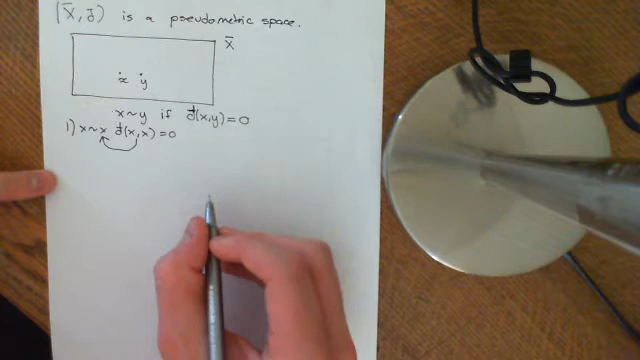 (X̄, d̄) is a pseudometric space.
X̄
ẋ ẏ
x~y if d̄(x,y)=0
1) x~x d̄(x,x)=0